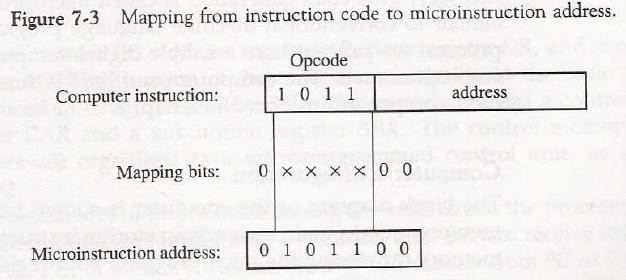 Figure 7-3 Mapping from instruction code to microinstruction address.
Opcode
Computer instruction: 1 0 1 1 address
Mapping bits: 0 × × × × 0 0
Microinstruction address: 0 1 0 1 1 0 0